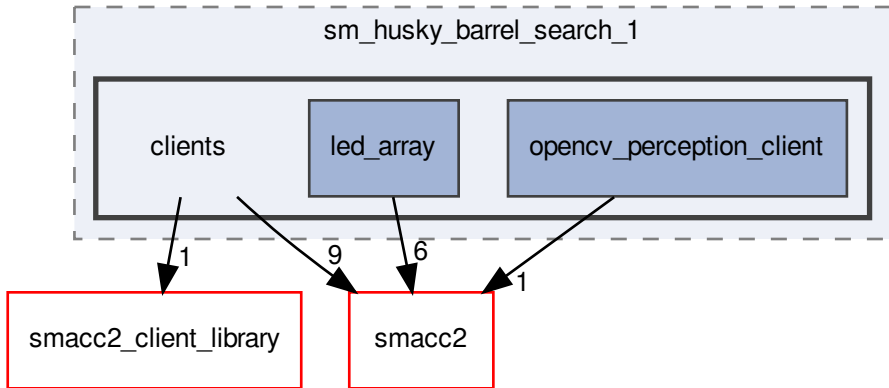 sm_husky_barrel_search_1
clients
led_array
opencv_perception_client
1
9
6
1
smacc2_client_library
smacc2